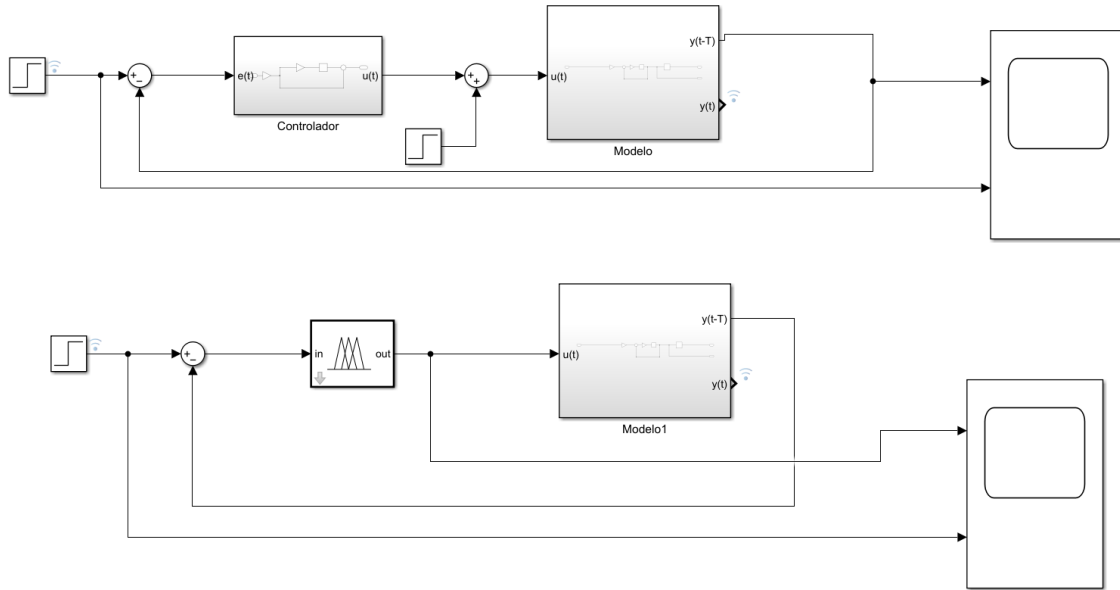 e(t)
u(t)
Controlador
u(t)
y(t-T)
y(t)
Modelo
in
out
u(t)
y(t-T)
y(t)
Modelo1